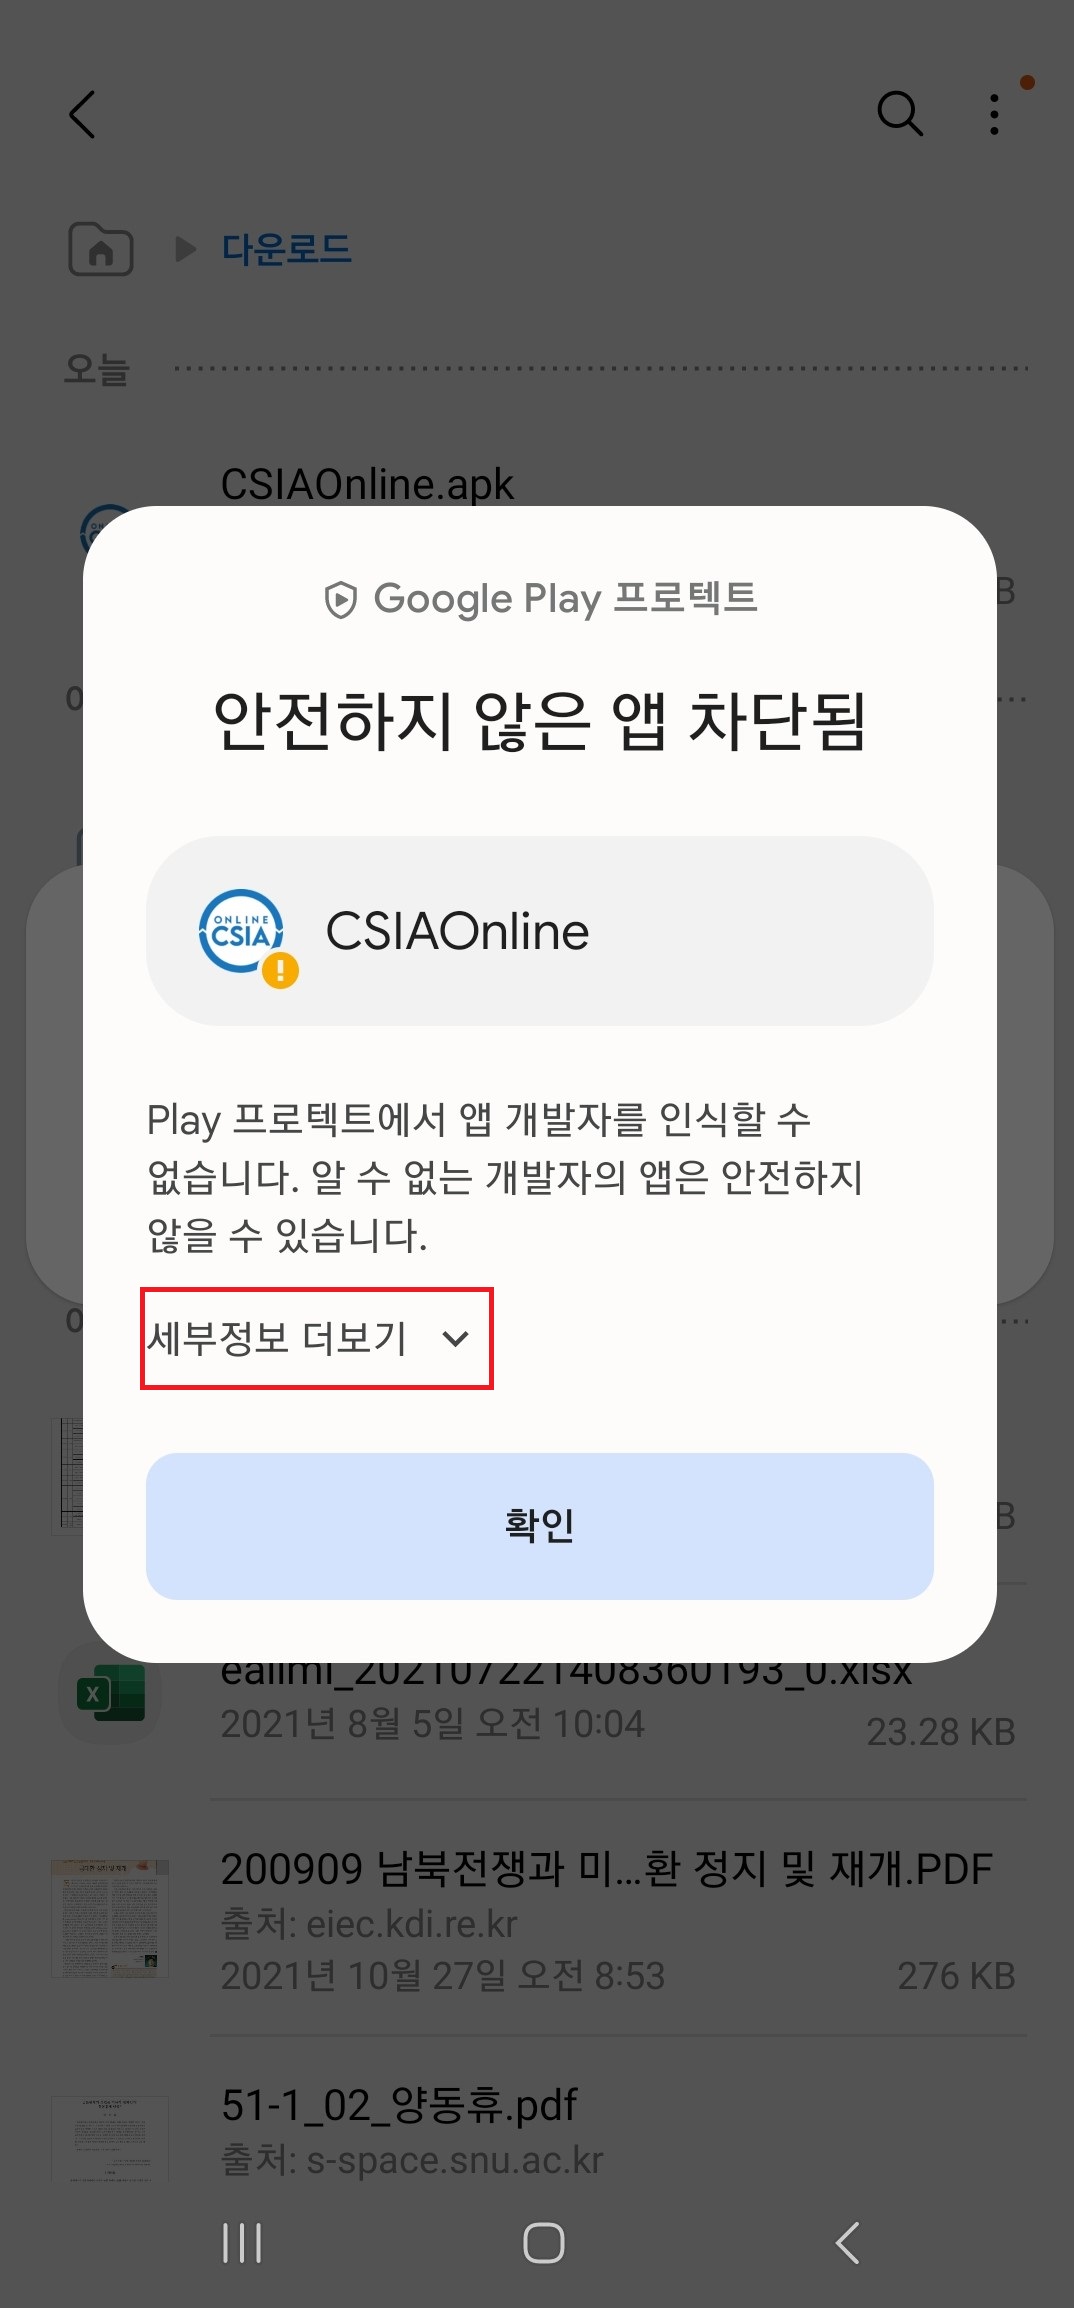 다운로드
오늘
CSIAOnline.apk
B
Google Play 프로텍트
안전하지 않은 앱 차단됨
ONLINE
CSIA
CSIAOnline
Play 프로텍트에서 앱 개발자를 인식할 수
없습니다. 알 수 없는 개발자의 앱은 안전하지
않을 수 있습니다.
세부정보 더보기
확인
B
ealimi_20210722140836019​3_0.xlsx
2021년 8월 5일 오전 10:04
23.28 KB
200909 남북전쟁과 미...환 정지 및 재개.PDF
출처: eiec.kdi.re.kr
2021년 10월 27일 오전 8:53
276 KB
51-1_02_양동휴.pdf
출처: s-space.snu.ac.kr